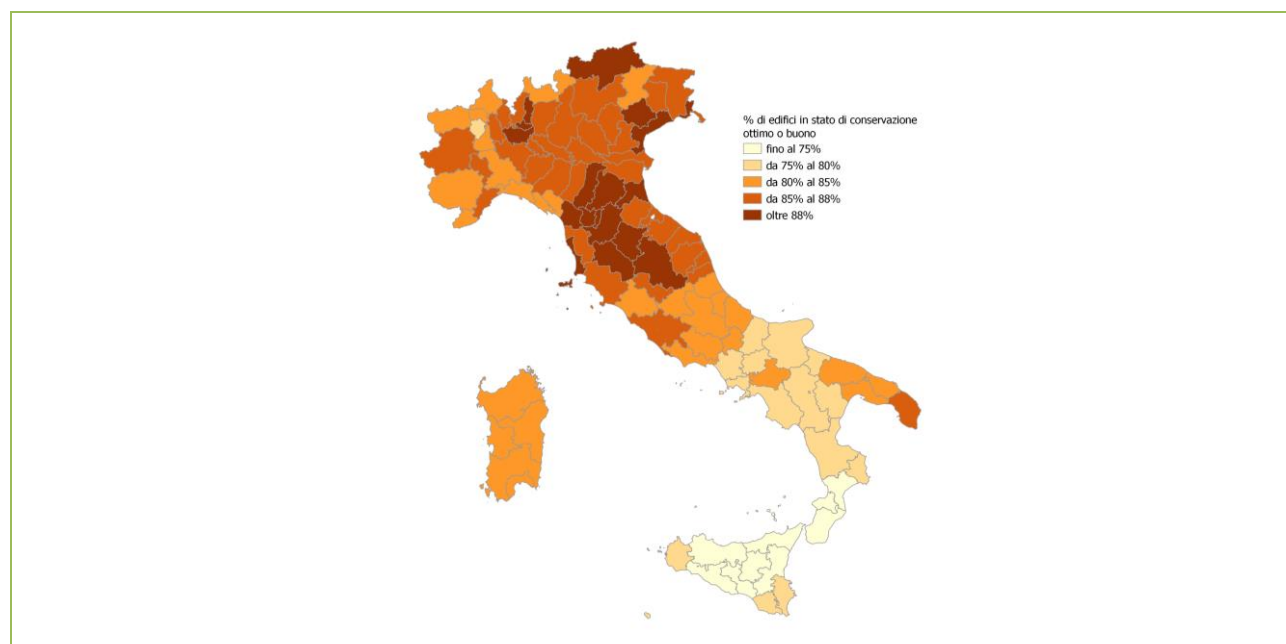 % di edifici in stato di conservazione
ottimo o buono
fino al 75%
da 75% al 80%
da 80% al 85%
da 85% al 88%
oltre 88%